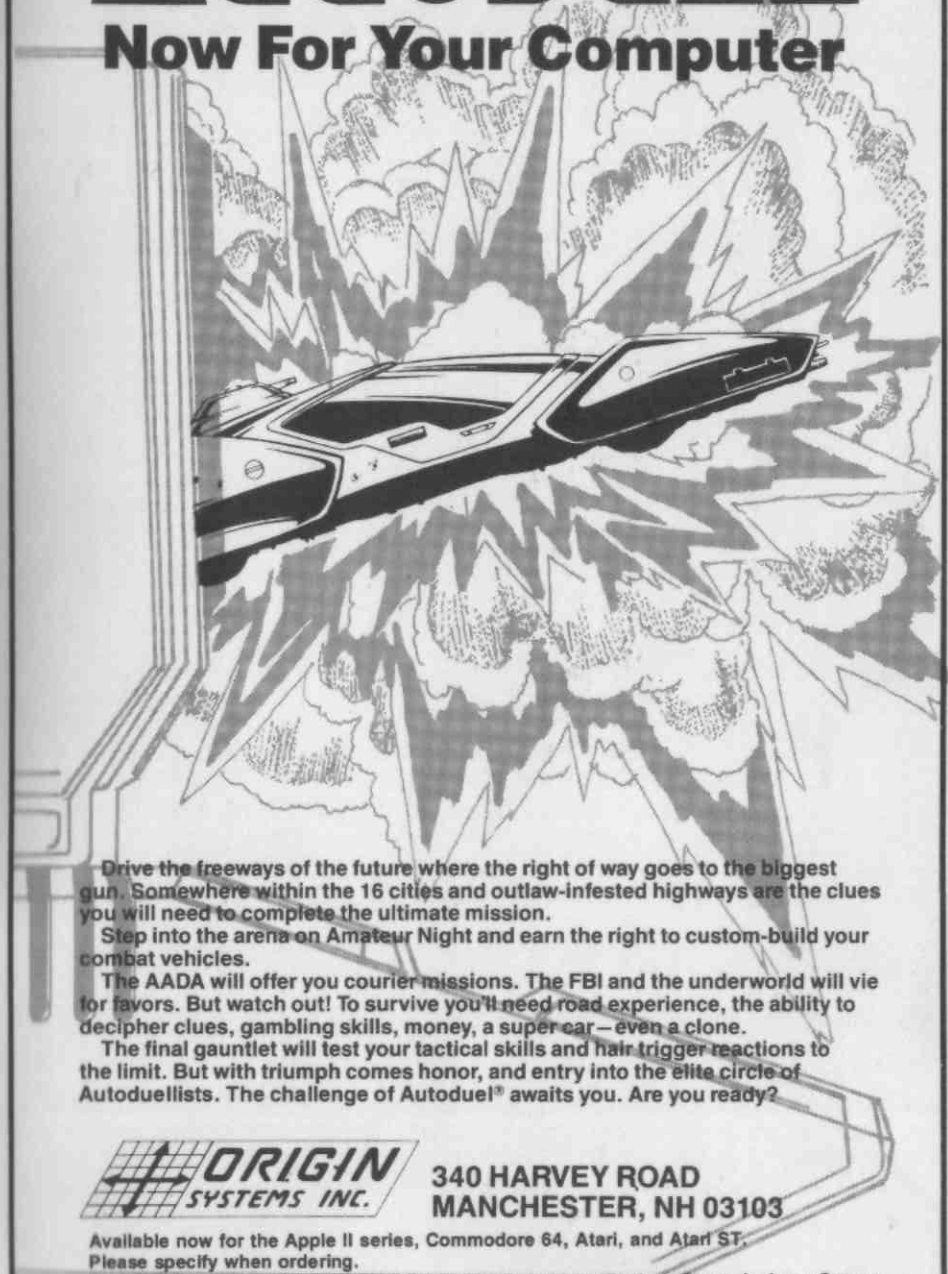 Now For Your Computer
Drive the freeways of the future where the right of way goes to the biggest
gun. Somewhere within the 16 cities and outlaw-infested highways are the clues
you will need to complete the ultimate mission.
Step into the arena on Amateur Night and earn the right to custom-build your
combat vehicles.
The AADA will offer you courier missions. The FBI and the underworld will vie
for favors. But watch out! To survive you'll need road experience, the ability to
decipher clues, gambling skills, money, a super car—even a clone.
The final gauntlet will test your tactical skills and hair trigger reactions to
the limit. But with triumph comes honor, and entry into the elite circle of
Autoduellists. The challenge of Autoduel® awaits you. Are you ready?
ORIGIN
SYSTEMS INC.
340 HARVEY ROAD
MANCHESTER, NH 03103
Available now for the Apple II series, Commodore 64, Atari, and Atari ST.
Please specify when ordering.